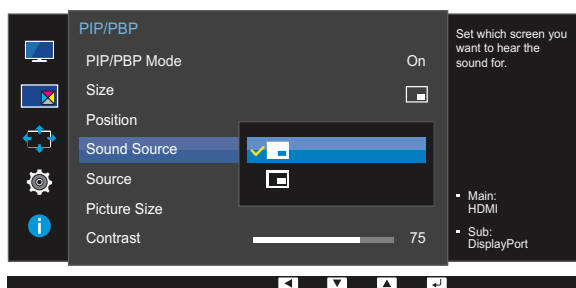 PIP/PBP
PIP/PBP Mode On
Size
Position
Sound Source
Source
Picture Size
Contrast 75
Set which screen you
want to hear the
sound for.
Main:
HDMI
Sub:
DisplayPort